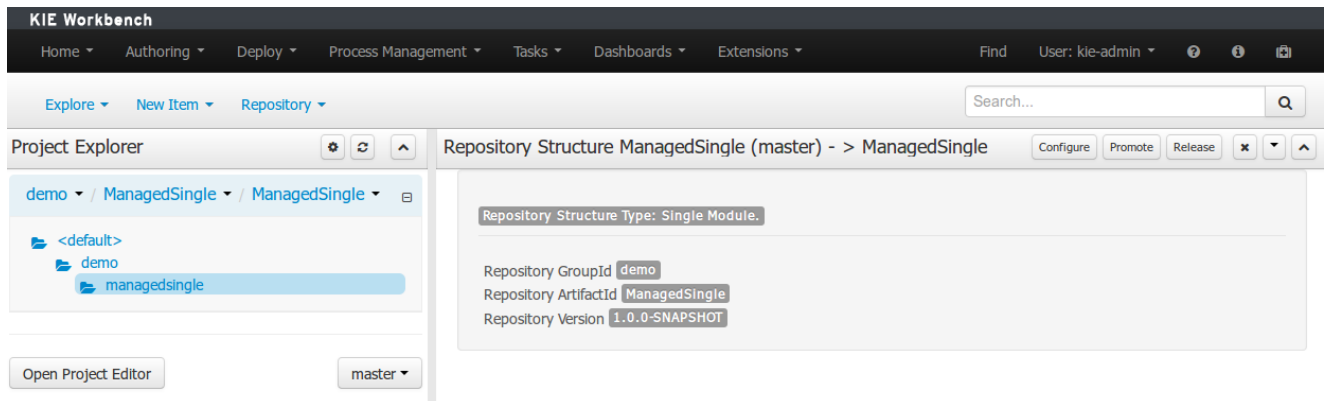 KIE Workbench
Home Authoring Deploy Process Management Tasks Dashboards Extensions Find User: kie-admin
Explore New Item Repository Search...
Project Explorer
Repository Structure ManagedSingle (master) - > ManagedSingle Configure Promote Release
demo / ManagedSingle / ManagedSingle
<default>
demo
managedsingle
Open Project Editor master
Repository Structure Type: Single Module.
Repository GroupId demo
Repository ArtifactId ManagedSingle
Repository Version 1.0.0-SNAPSHOT